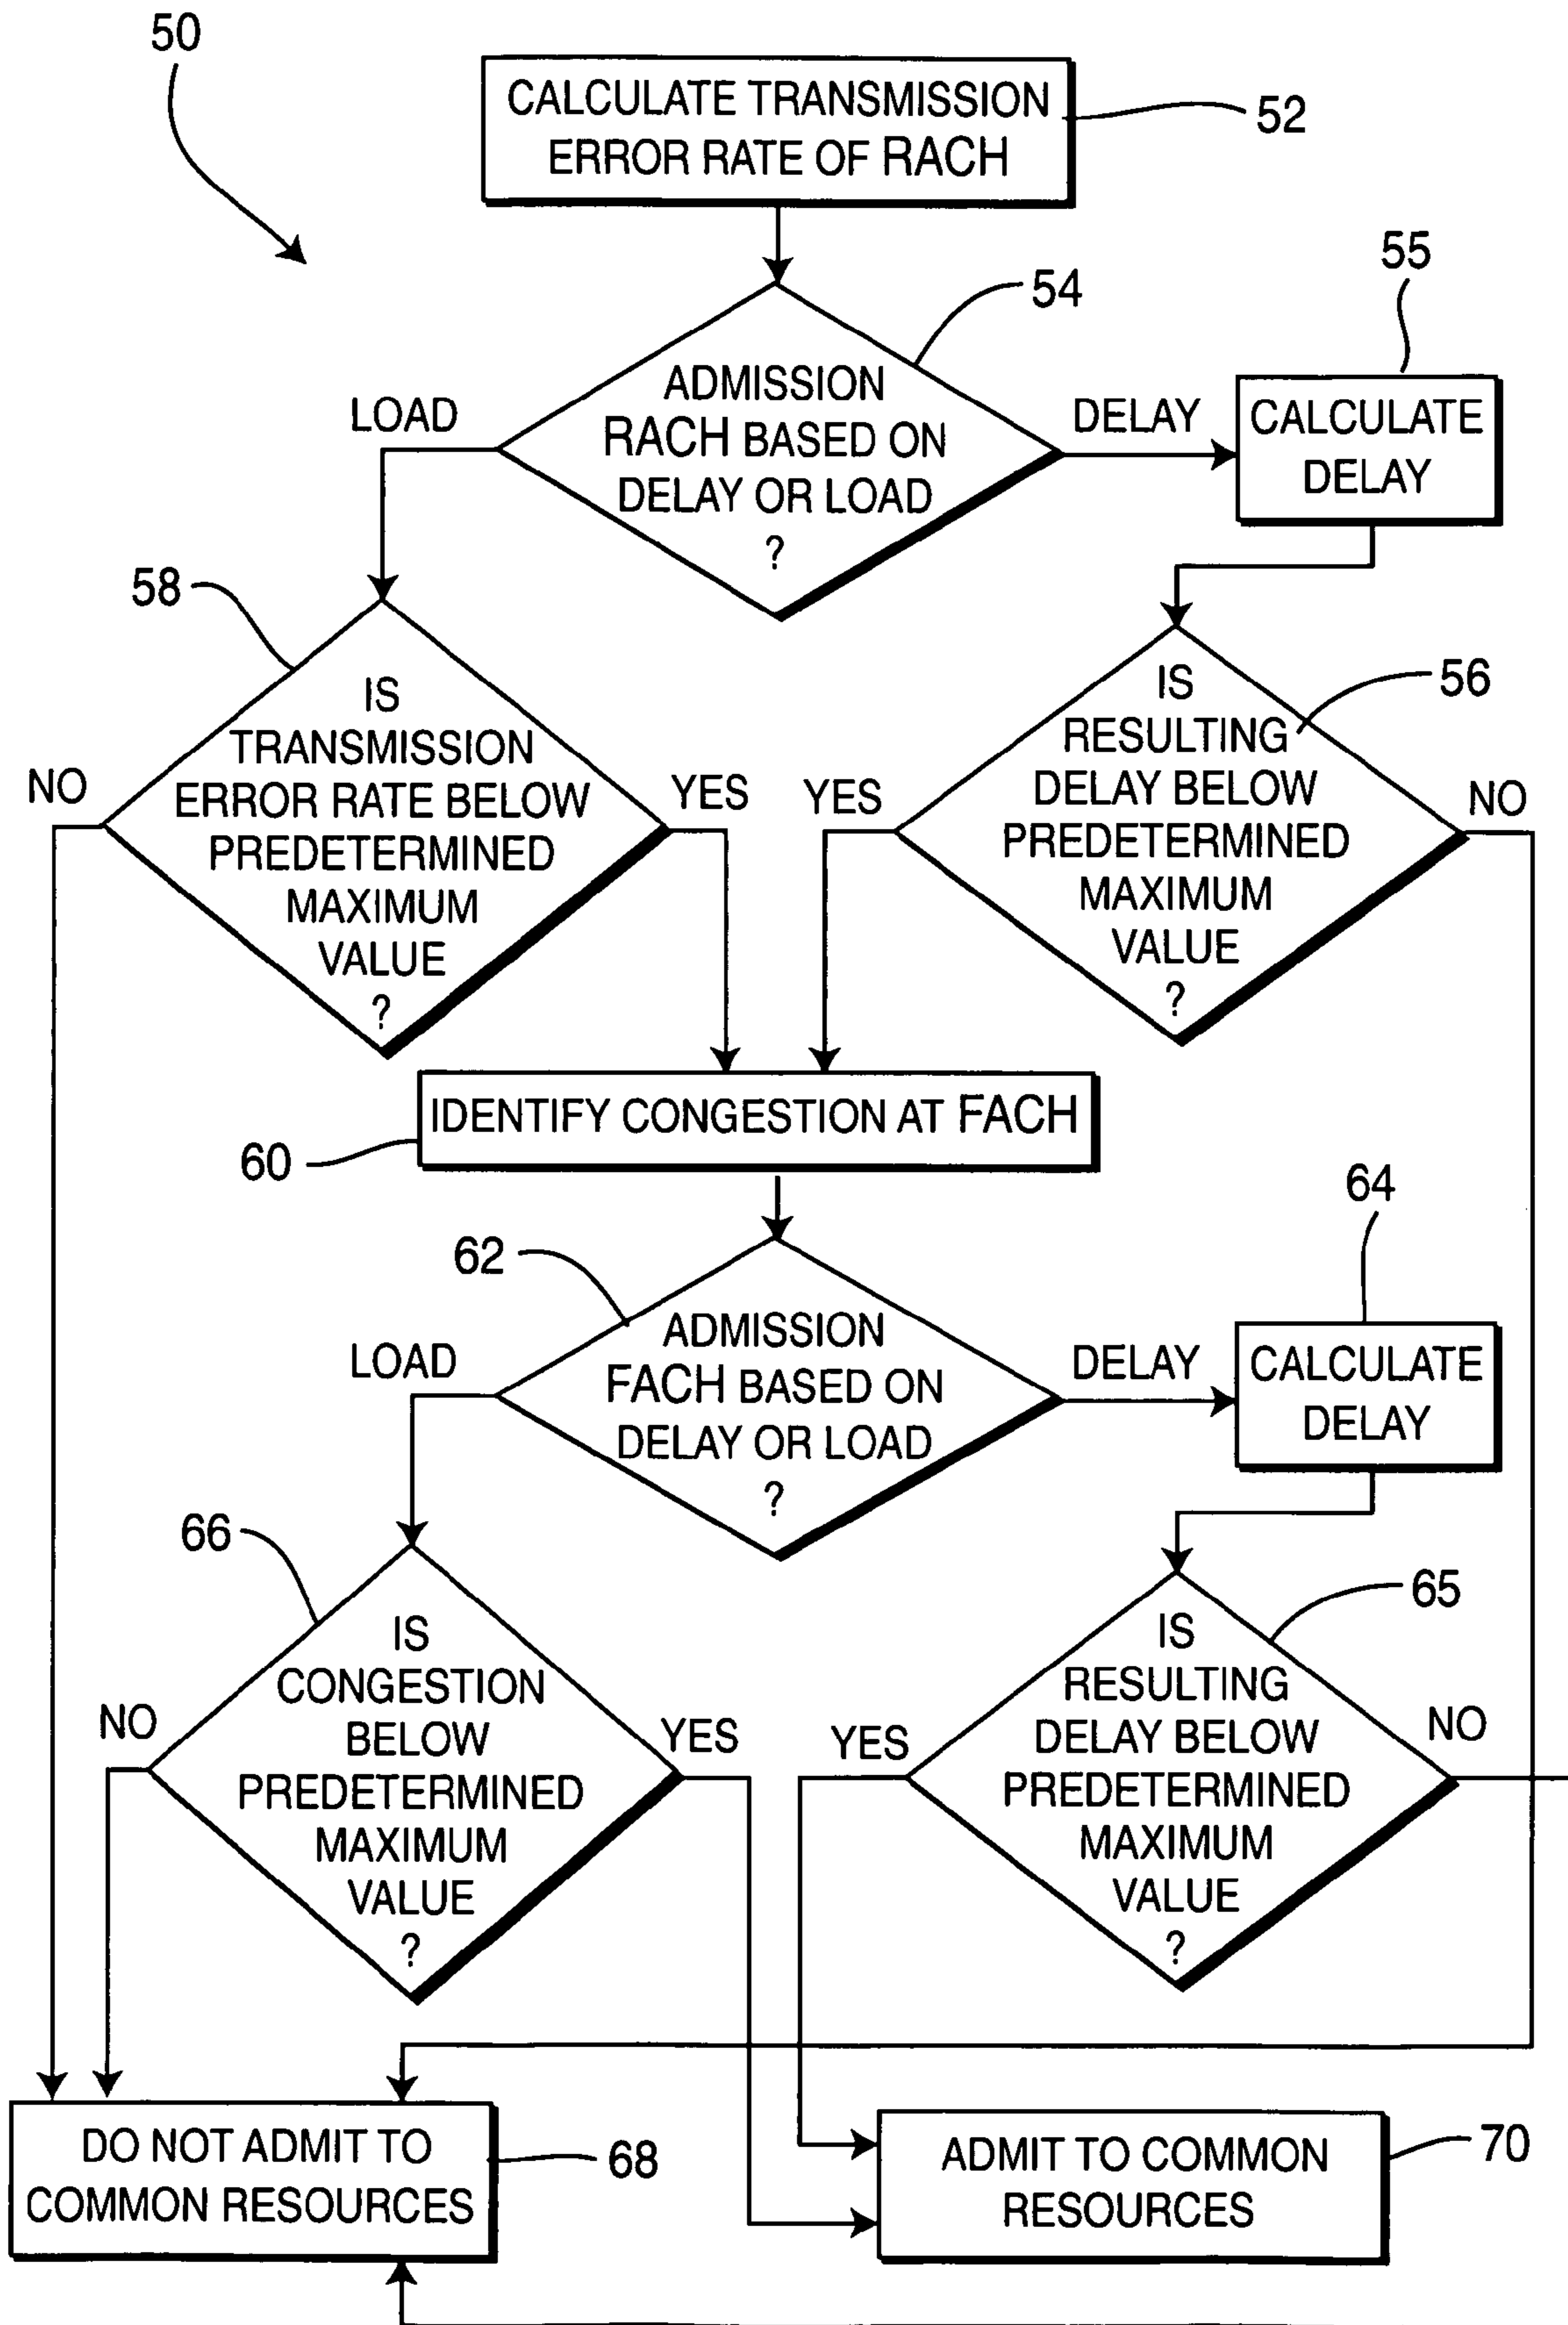 50
CALCULATE TRANSMISSION
ERROR RATE OF RACH
52
54
ADMISSION
RACH BASED ON
DELAY OR LOAD
?
LOAD
DELAY
55
CALCULATE
DELAY
58
IS
TRANSMISSION
ERROR RATE BELOW
PREDETERMINED
MAXIMUM
VALUE
?
NO
YES
56
IS
RESULTING
DELAY BELOW
PREDETERMINED
MAXIMUM
VALUE
?
YES
NO
IDENTIFY CONGESTION AT FACH
60
62
ADMISSION
FACH BASED ON
DELAY OR LOAD
?
LOAD
DELAY
64
CALCULATE
DELAY
66
IS
CONGESTION
BELOW
PREDETERMINED
MAXIMUM
VALUE
?
NO
YES
65
IS
RESULTING
DELAY BELOW
PREDETERMINED
MAXIMUM
VALUE
?
YES
NO
DO NOT ADMIT TO
COMMON RESOURCES
68
ADMIT TO COMMON
RESOURCES
70